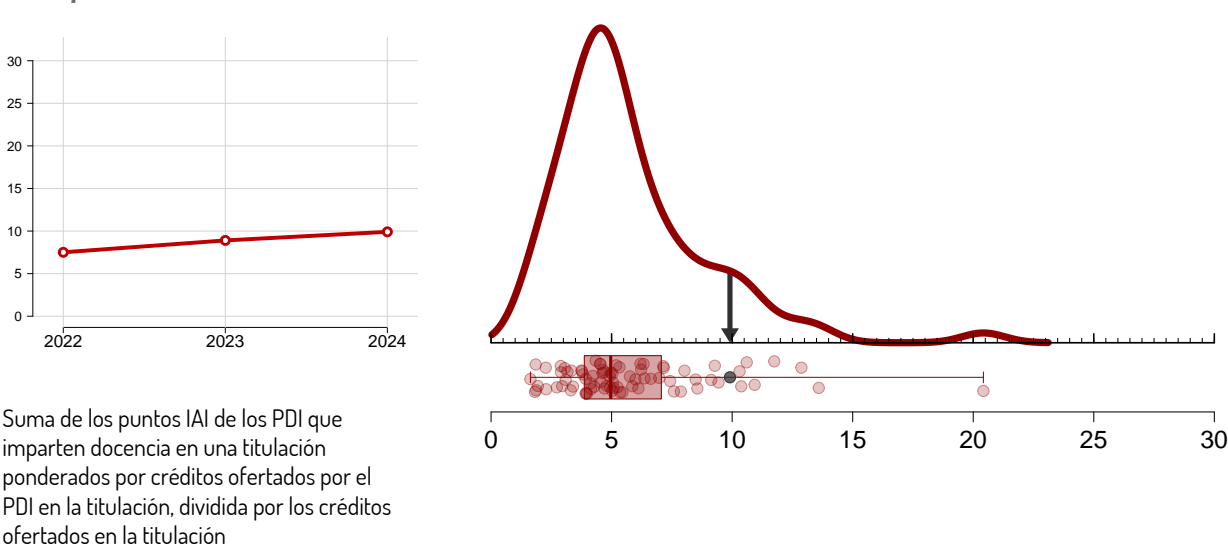 30
25
20
15
10
5
0
2022 2023 2024
Suma de los puntos IAI de los PDI que
imparten docencia en una titulación
ponderados por créditos ofertados por el
PDI en la titulación, dividida por los créditos
ofertados en la titulación
0 5 10 15 20 25 30